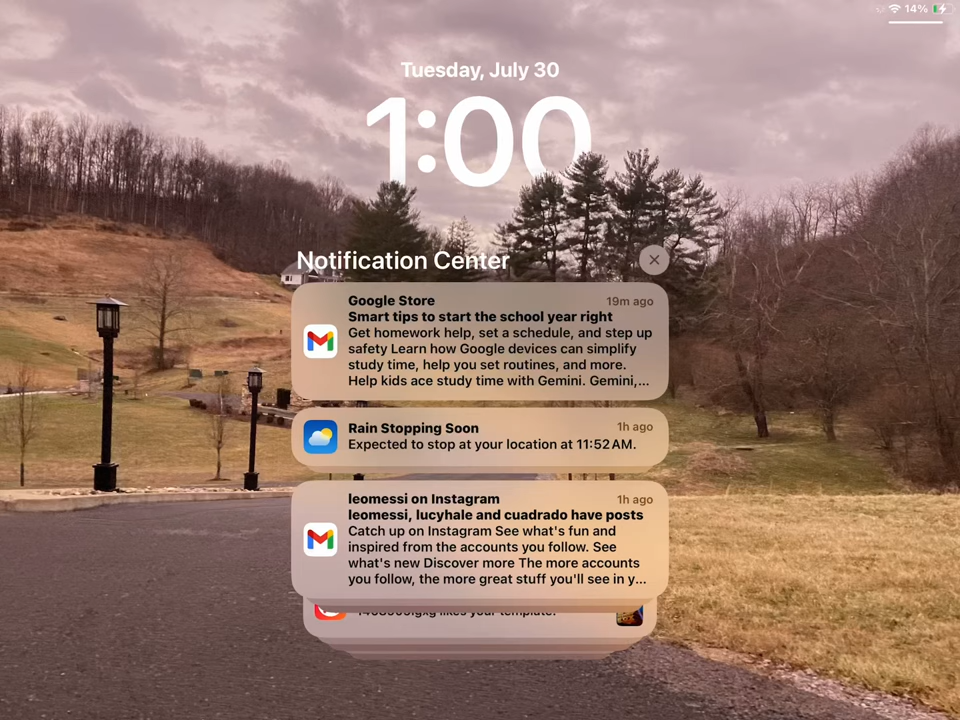 14%
Tuesday, July 30
1:00
Notification Center
Google Store 19m ago
Smart tips to start the school year right
Get homework help, set a schedule, and step up
safety Learn how Google devices can simplify
study time, help you set routines, and more.
Help kids ace study time with Gemini. Gemini,...
Rain Stopping Soon 1h ago
Expected to stop at your location at 11:52 AM.
leomessi on Instagram 1h ago
leomessi, lucyhale and cuadrado have posts
Catch up on Instagram See what's fun and
inspired from the accounts you follow. See
what's new Discover more The more accounts
you follow, the more great stuff you'll see in y...
likes your template.